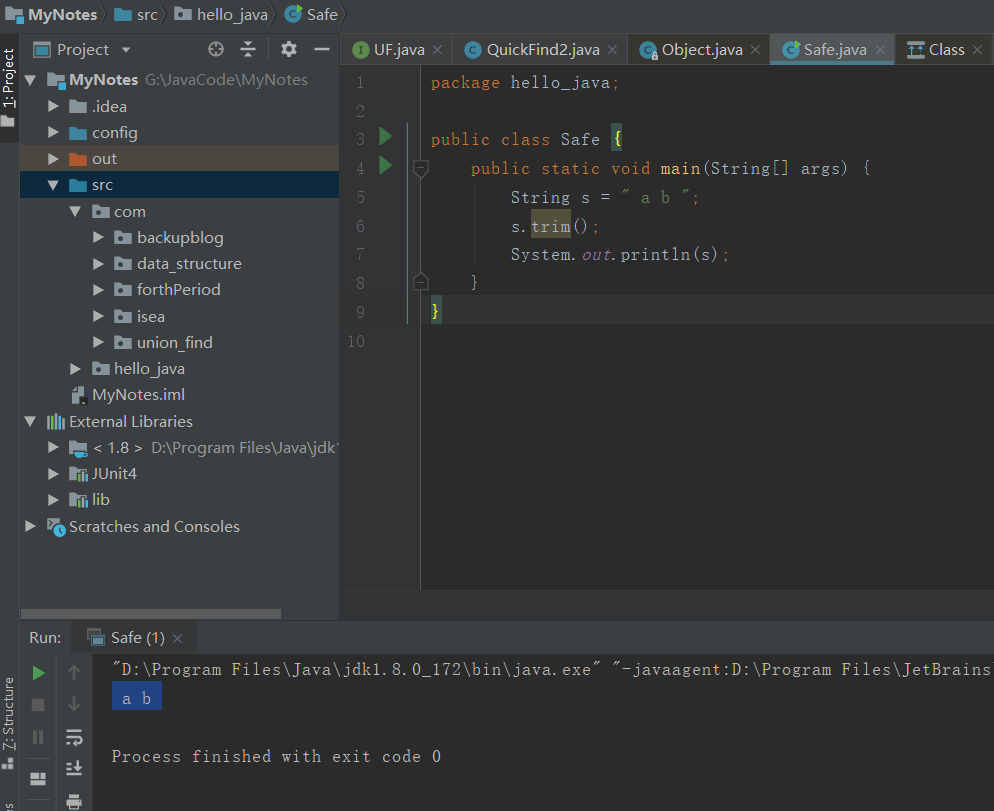 MyNotes src hello_java Safe
Project
UF.java QuickFind2.java Object.java Safe.java Class
1: Project
MyNotes G:\JavaCode\MyNotes
.idea
config
out
src
com
backupblog
data_structure
forthPeriod
isea
union_find
hello_java
MyNotes.iml
External Libraries
< 1.8 > D:\Program Files\Java\jdk1
JUnit4
lib
Scratches and Consoles
1 package hello_java;
2
3 public class Safe {
4 public static void main(String[] args) {
5 String s = " a b ";
6 s.trim();
7 System.out.println(s);
8 }
9 }
10
Run: Safe (1)
7: Structure
"D:\Program Files\Java\jdk1.8.0_172\bin\java.exe" "-javaagent:D:\Program Files\JetBrains
a b
Process finished with exit code 0